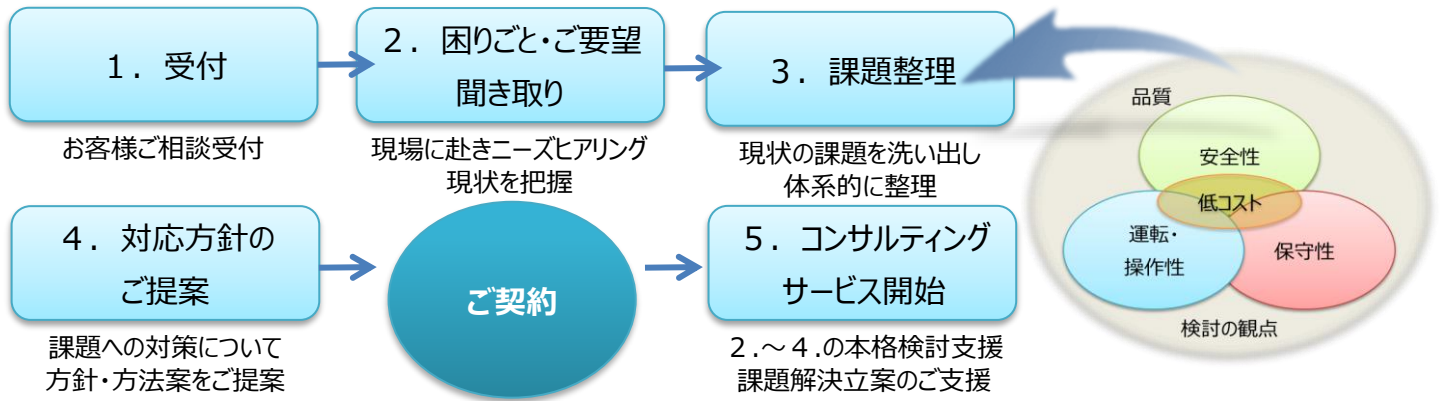 1. 受付
お客様ご相談受付
2. 困りごと・ご要望
聞き取り
現場に赴きニーズヒアリング
現状を把握
3. 課題整理
現状の課題を洗い出し
体系的に整理
品質
安全性
低コスト
運転・
操作性
保守性
検討の観点
4. 対応方針の
ご提案
課題への対策について
方針・方法案をご提案
ご契約
5. コンサルティング
サービス開始
2.～4.の本格検討支援
課題解決立案のご支援